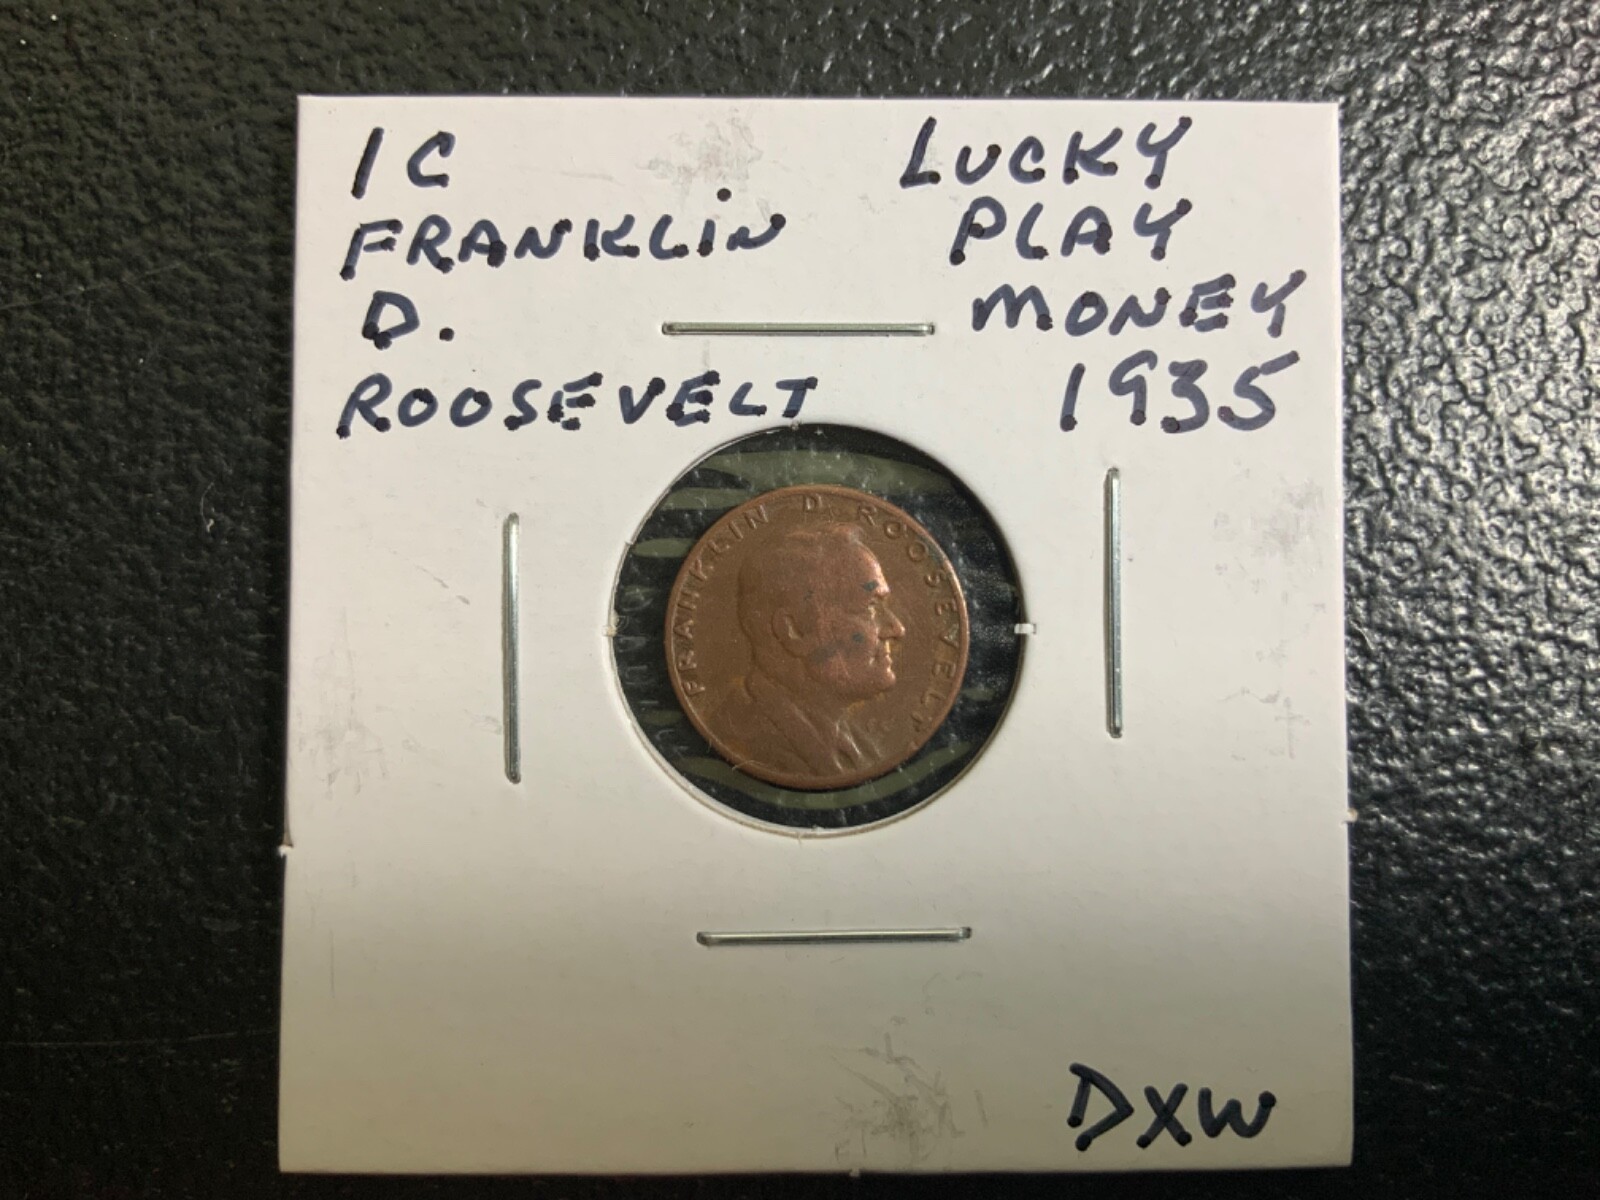 1C
FRANKLIN
D.
ROOSEVELT
LUCKY
PLAY
MONEY
1935
FRANKLIN D. ROOSEVELT
DXW